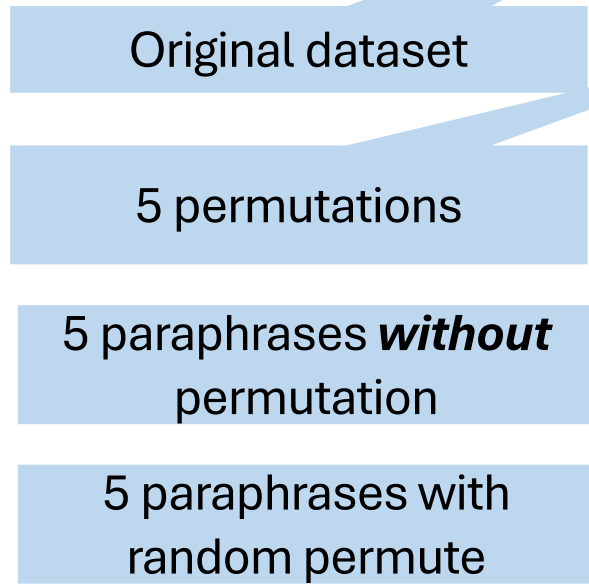 Original dataset
5 permutations
5 paraphrases without
permutation
5 paraphrases with
random permute